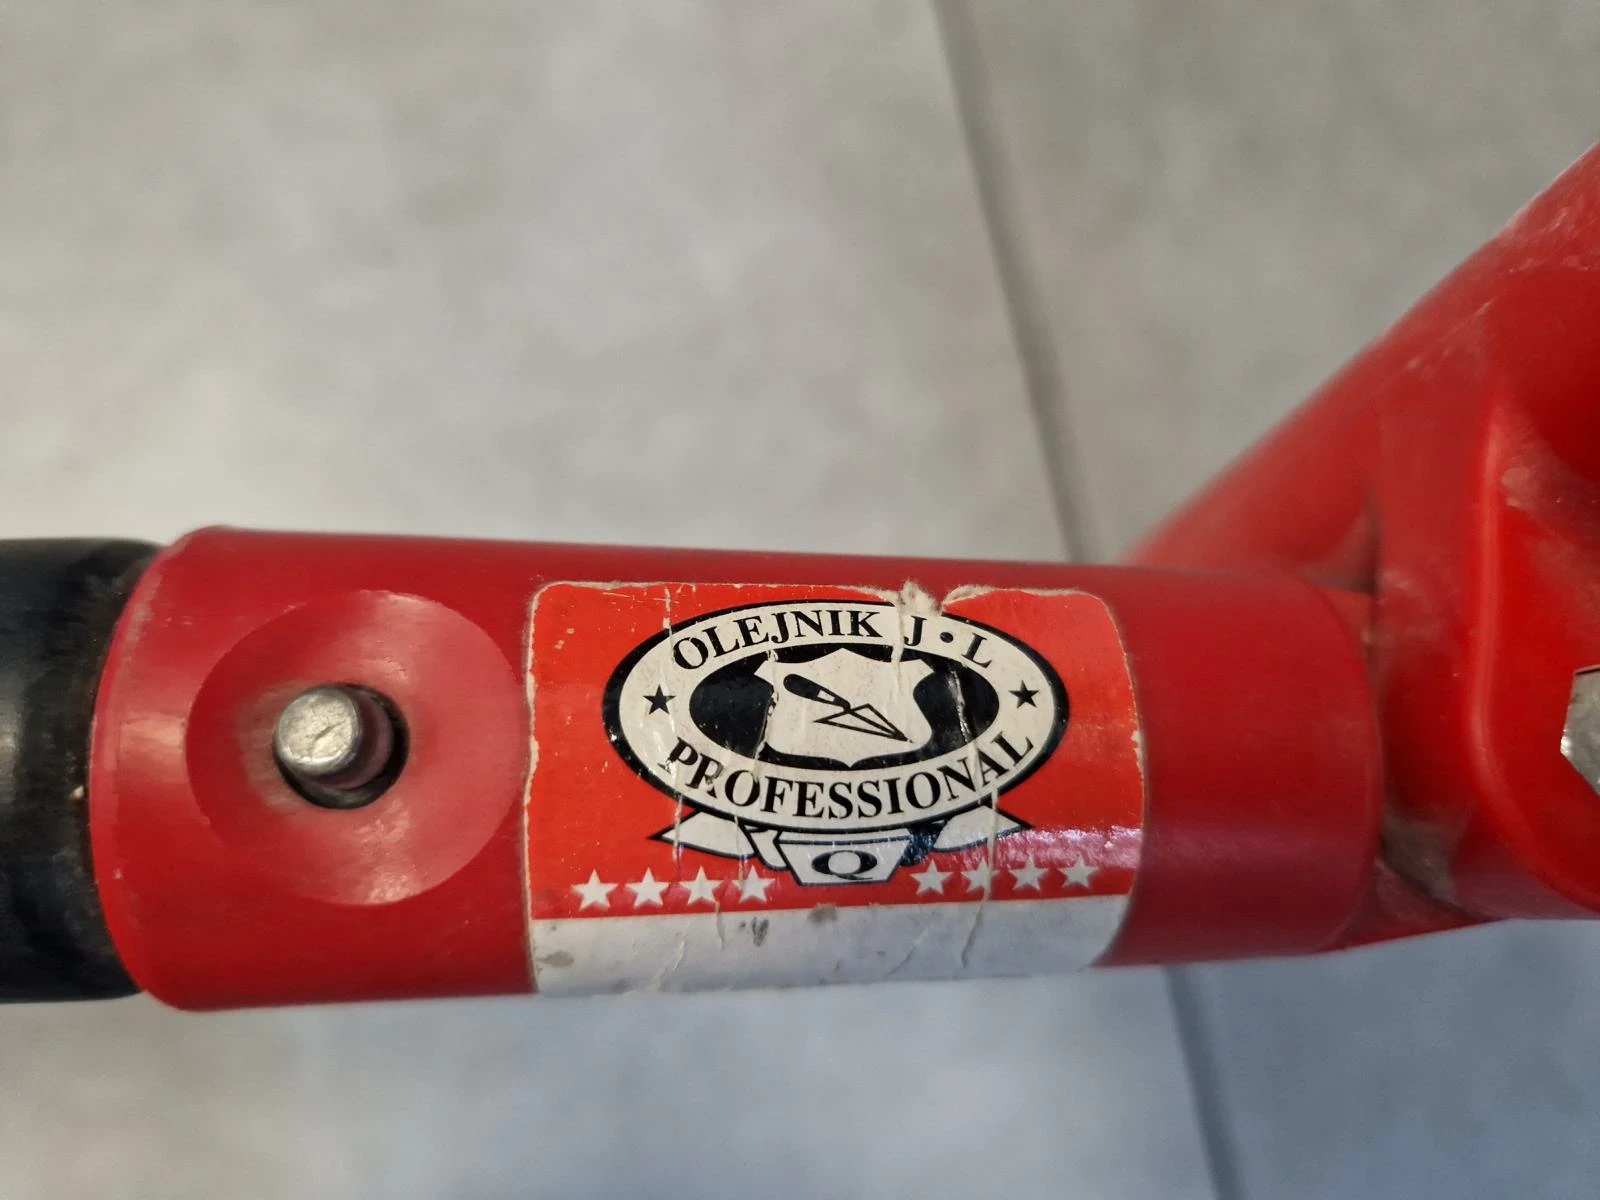 OLEJNIK J • L
PROFESSIONAL
Q